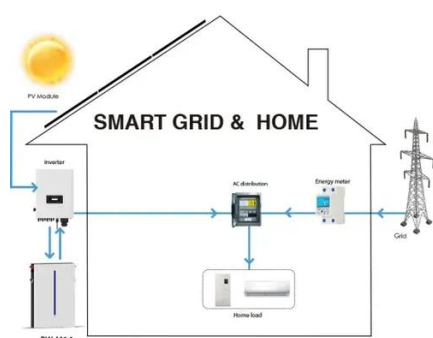 PV Module
SMART GRID & HOME
Inverter
AC distribution
Energy meter
Grid
Home load